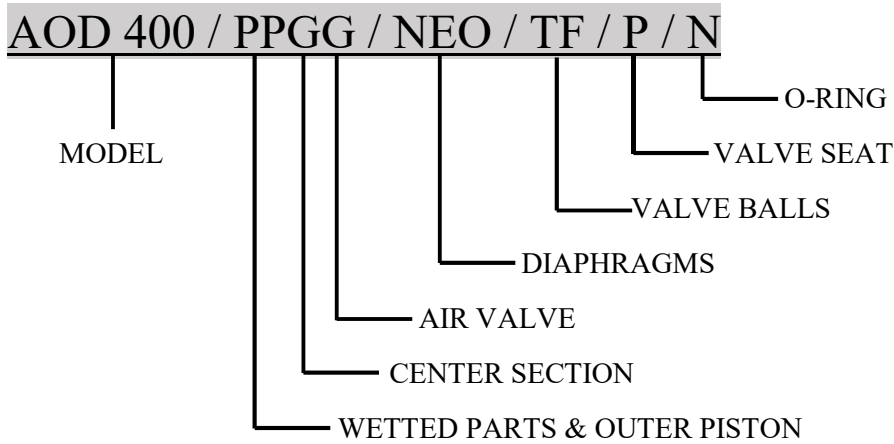 AOD 400 / PPGG / NEO / TF / P / N
O-RING
MODEL
VALVE SEAT
VALVE BALLS
DIAPHRAGMS
AIR VALVE
CENTER SECTION
WETTED PARTS & OUTER PISTON